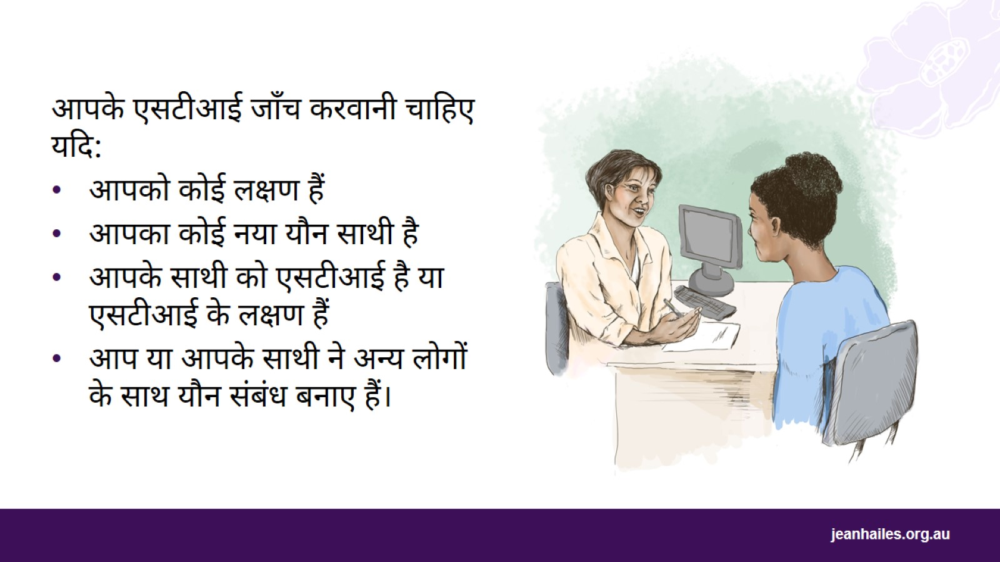 आपके एसटीआई जाँच करवानी चाहिए
यदि:
• आपको कोई लक्षण हैं
• आपका कोई नया यौन साथी है
• आपके साथी को एसटीआई है या
एसटीआई के लक्षण हैं
• आप या आपके साथी ने अन्य लोगों
के साथ यौन संबंध बनाए हैं।
jeanhailes.org.au